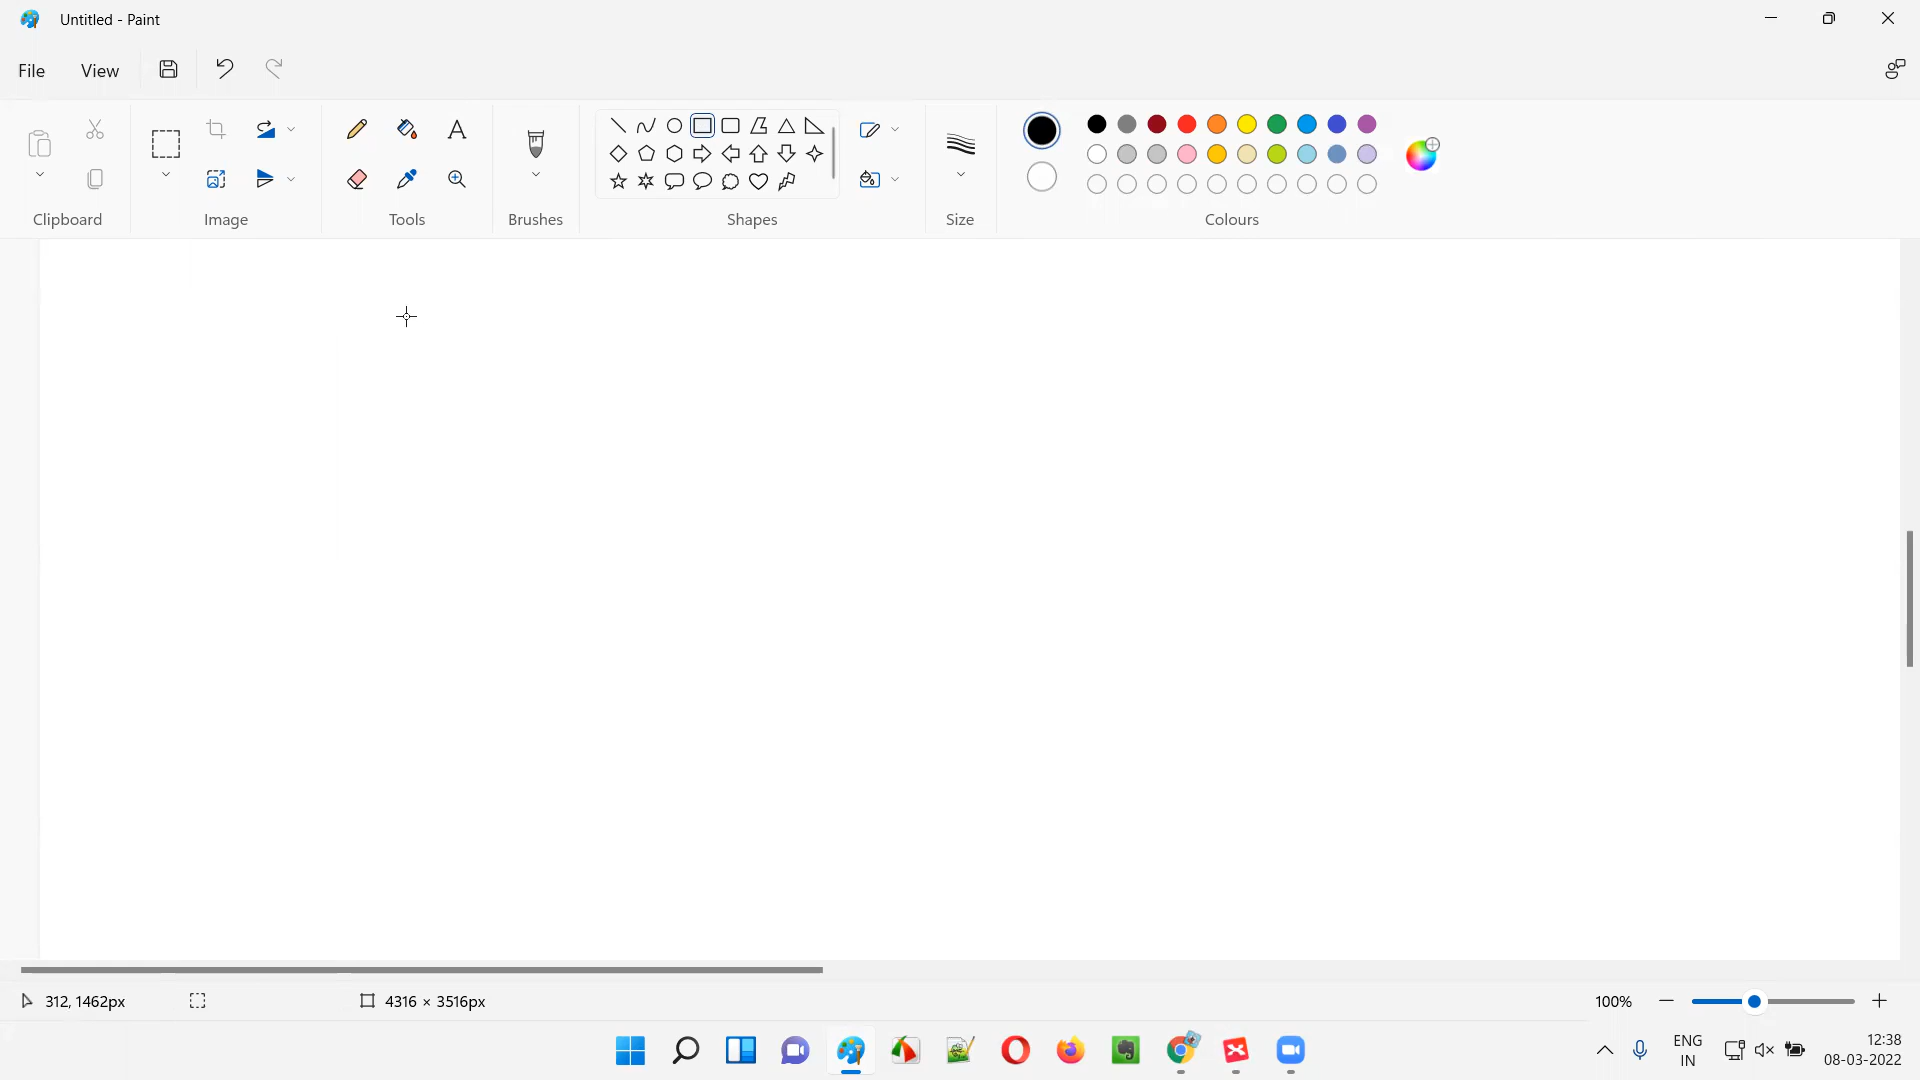 Untitled - Paint
File View
Clipboard Image Tools Brushes Shapes Size Colours
312, 1462px 4316 × 3516px 100%
ENG 12:38
IN 08-03-2022